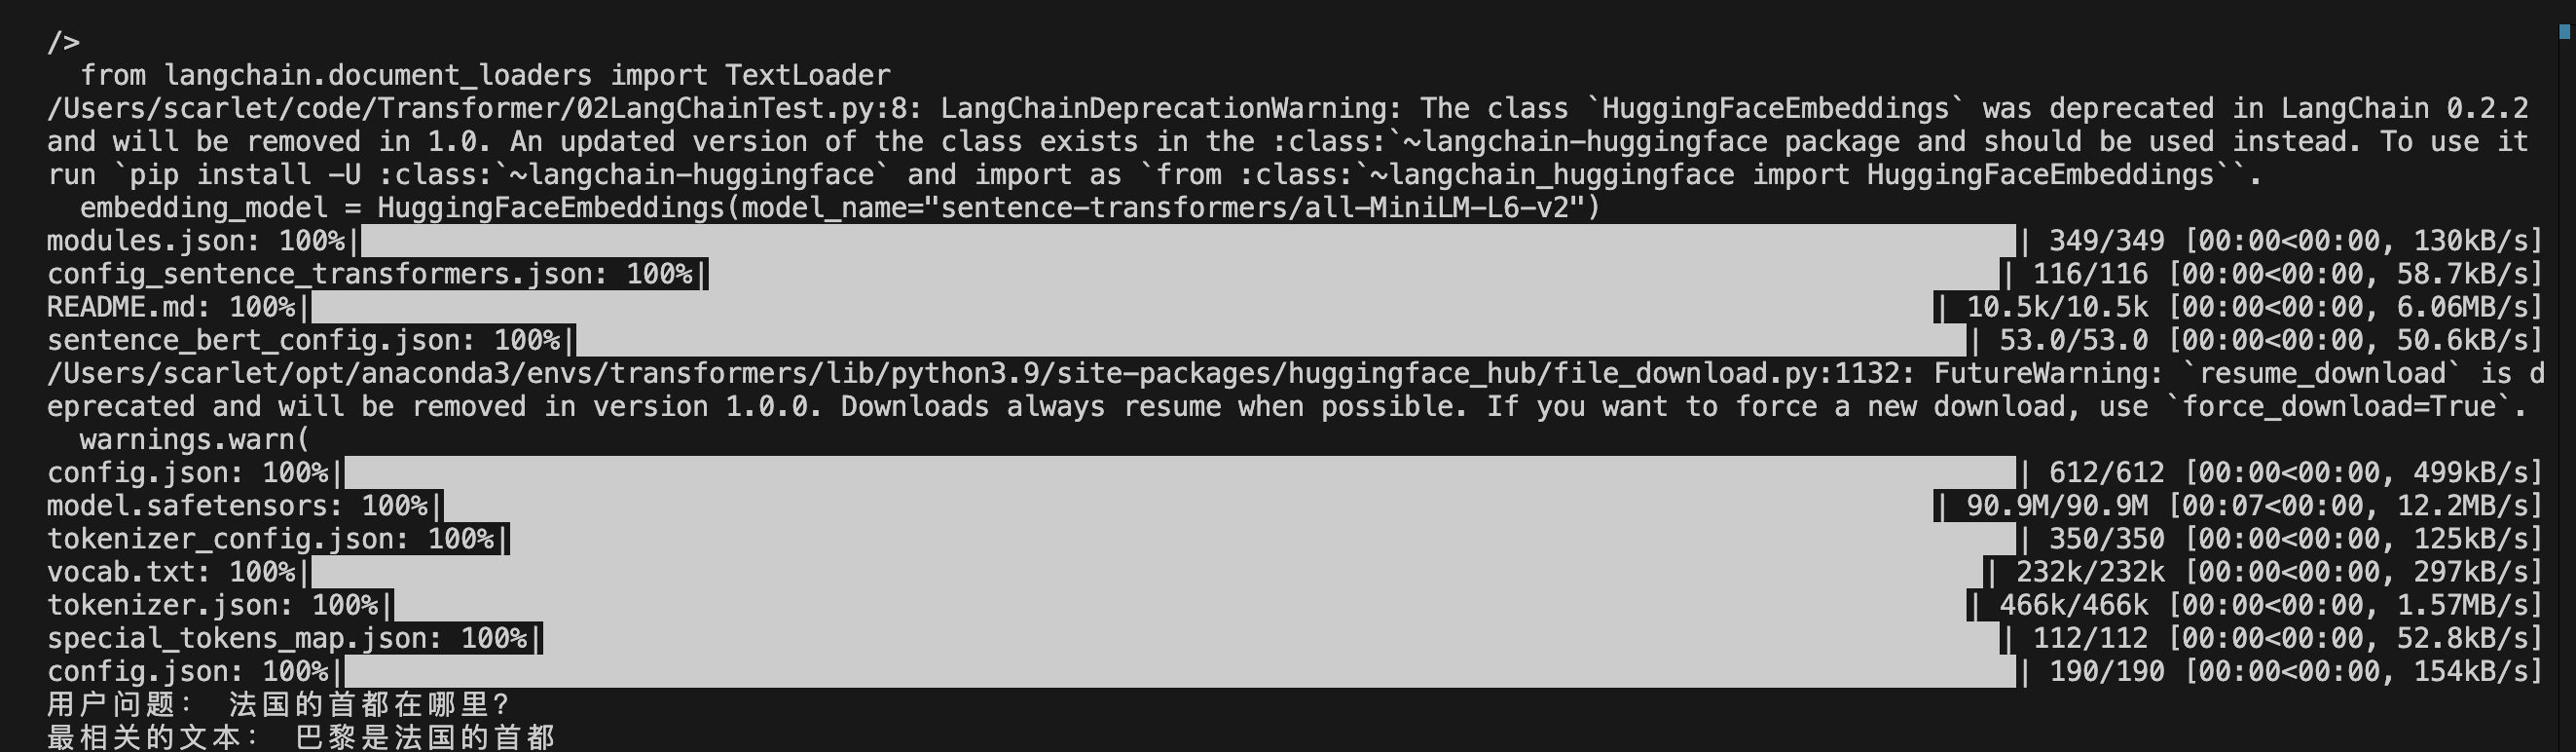 />
  from langchain.document_loaders import TextLoader
/Users/scarlet/code/Transformer/02LangChainTest.py:8: LangChainDeprecationWarning: The class `HuggingFaceEmbeddings` was deprecated in LangChain 0.2.2
and will be removed in 1.0. An updated version of the class exists in the :class:`~langchain-huggingface package and should be used instead. To use it
run `pip install -U :class:`~langchain-huggingface` and import as `from :class:`~langchain_huggingface import HuggingFaceEmbeddings``.
  embedding_model = HuggingFaceEmbeddings(model_name="sentence-transformers/all-MiniLM-L6-v2")
modules.json: 100%| | 349/349 [00:00<00:00, 130kB/s]
config_sentence_transformers.json: 100%| | 116/116 [00:00<00:00, 58.7kB/s]
README.md: 100%| | 10.5k/10.5k [00:00<00:00, 6.06MB/s]
sentence_bert_config.json: 100%| | 53.0/53.0 [00:00<00:00, 50.6kB/s]
/Users/scarlet/opt/anaconda3/envs/transformers/lib/python3.9/site-packages/huggingface_hub/file_download.py:1132: FutureWarning: `resume_download` is d
eprecated and will be removed in version 1.0.0. Downloads always resume when possible. If you want to force a new download, use `force_download=True`.
  warnings.warn(
config.json: 100%| | 612/612 [00:00<00:00, 499kB/s]
model.safetensors: 100%| | 90.9M/90.9M [00:07<00:00, 12.2MB/s]
tokenizer_config.json: 100%| | 350/350 [00:00<00:00, 125kB/s]
vocab.txt: 100%| | 232k/232k [00:00<00:00, 297kB/s]
tokenizer.json: 100%| | 466k/466k [00:00<00:00, 1.57MB/s]
special_tokens_map.json: 100%| | 112/112 [00:00<00:00, 52.8kB/s]
config.json: 100%| | 190/190 [00:00<00:00, 154kB/s]
用户问题： 法国的首都在哪里？
最相关的文本： 巴黎是法国的首都